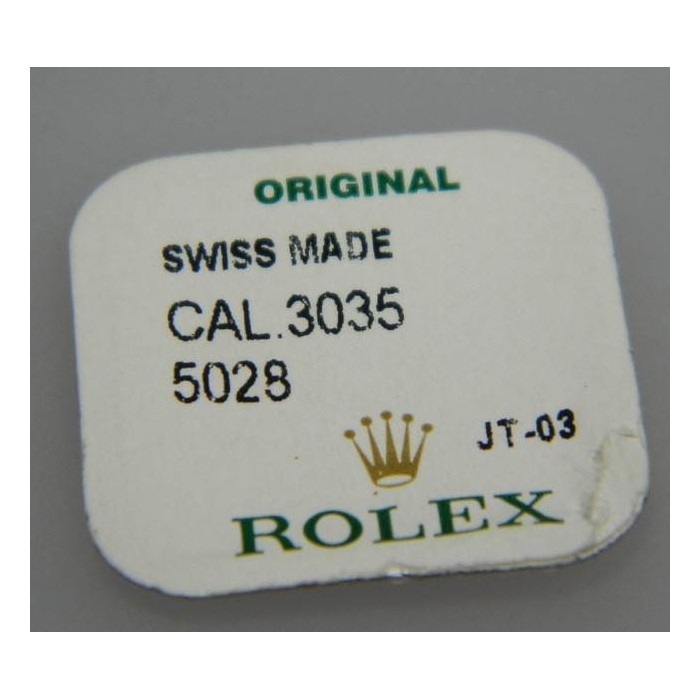 ORIGINAL
SWISS MADE
CAL.3035
5028
JT-03
ROLEX